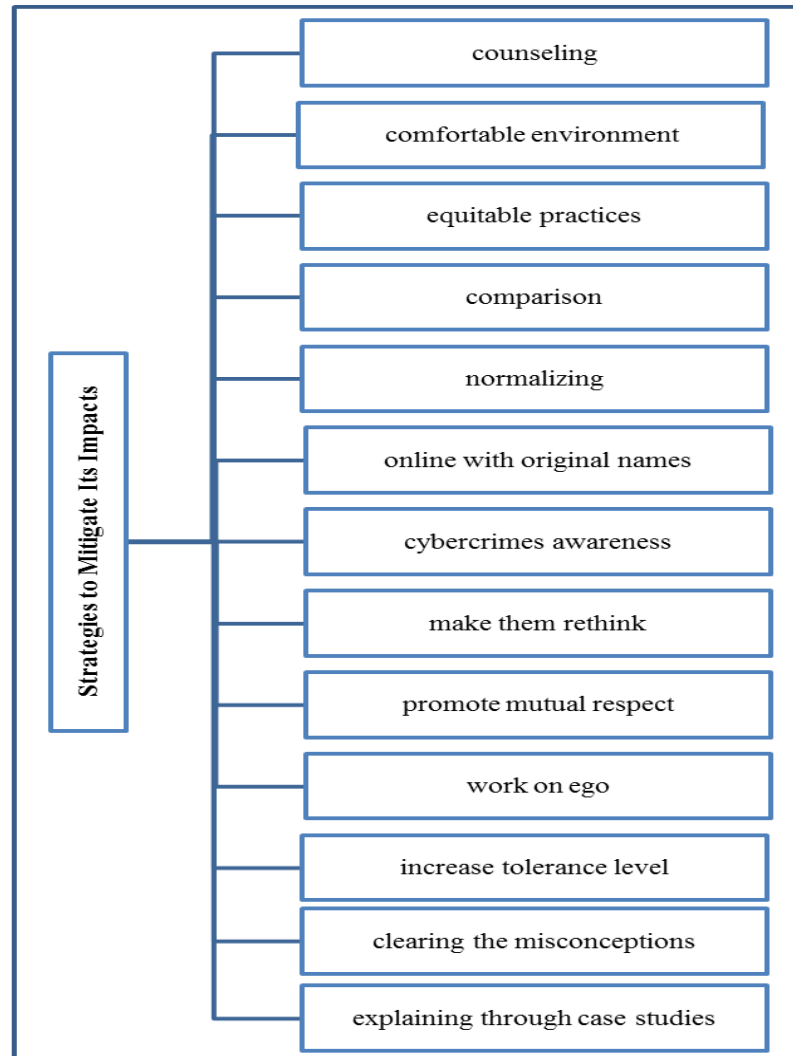 Strategies to Mitigate Its Impacts
counseling
comfortable environment
equitable practices
comparison
normalizing
online with original names
cybercrimes awareness
make them rethink
promote mutual respect
work on ego
increase tolerance level
clearing the misconceptions
explaining through case studies